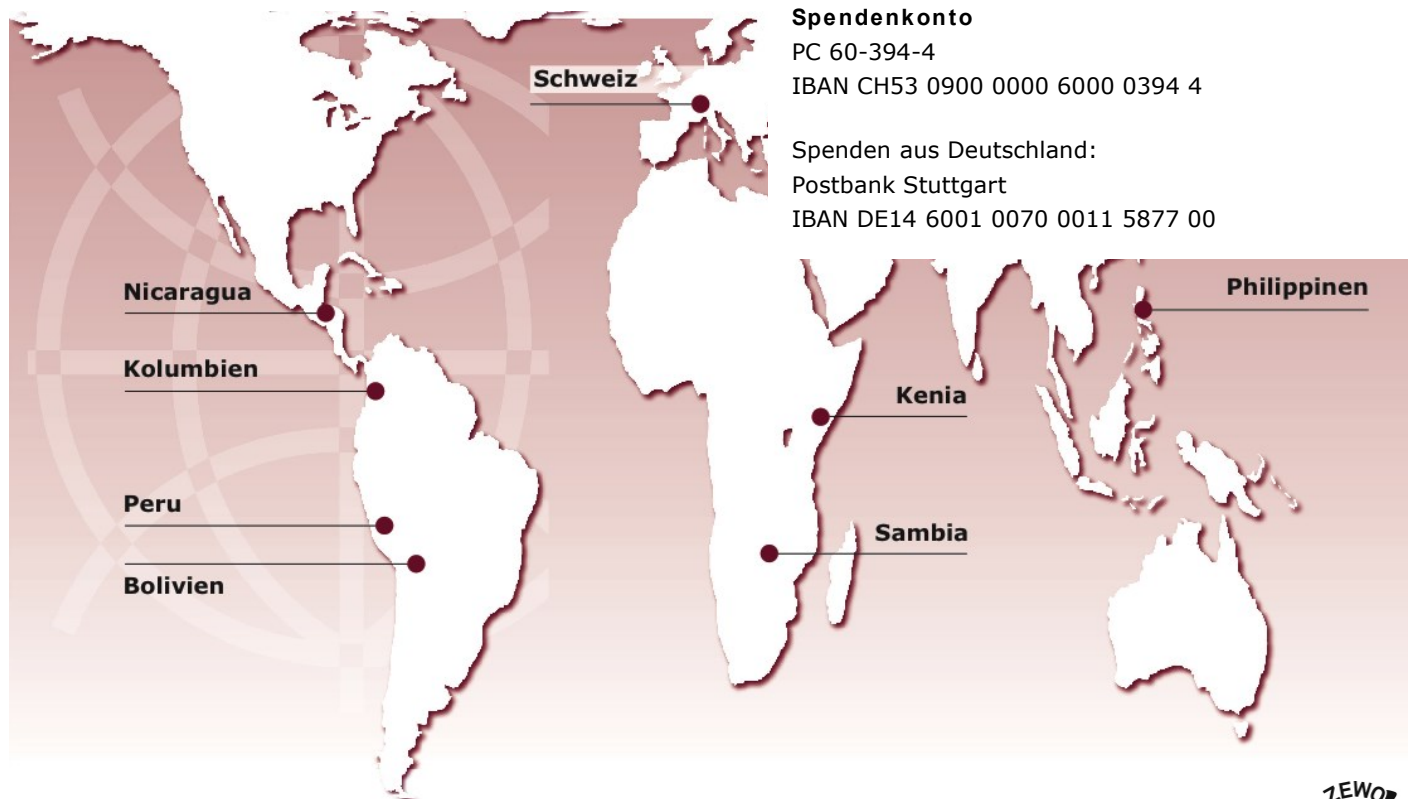 Spendenkonto
PC 60-394-4
IBAN CH53 0900 0000 6000 0394 4
Spenden aus Deutschland:
Postbank Stuttgart
IBAN DE14 6001 0070 0011 5877 00
Schweiz
Nicaragua
Philippinen
Kolumbien
Kenia
Peru
Sambia
Bolivien